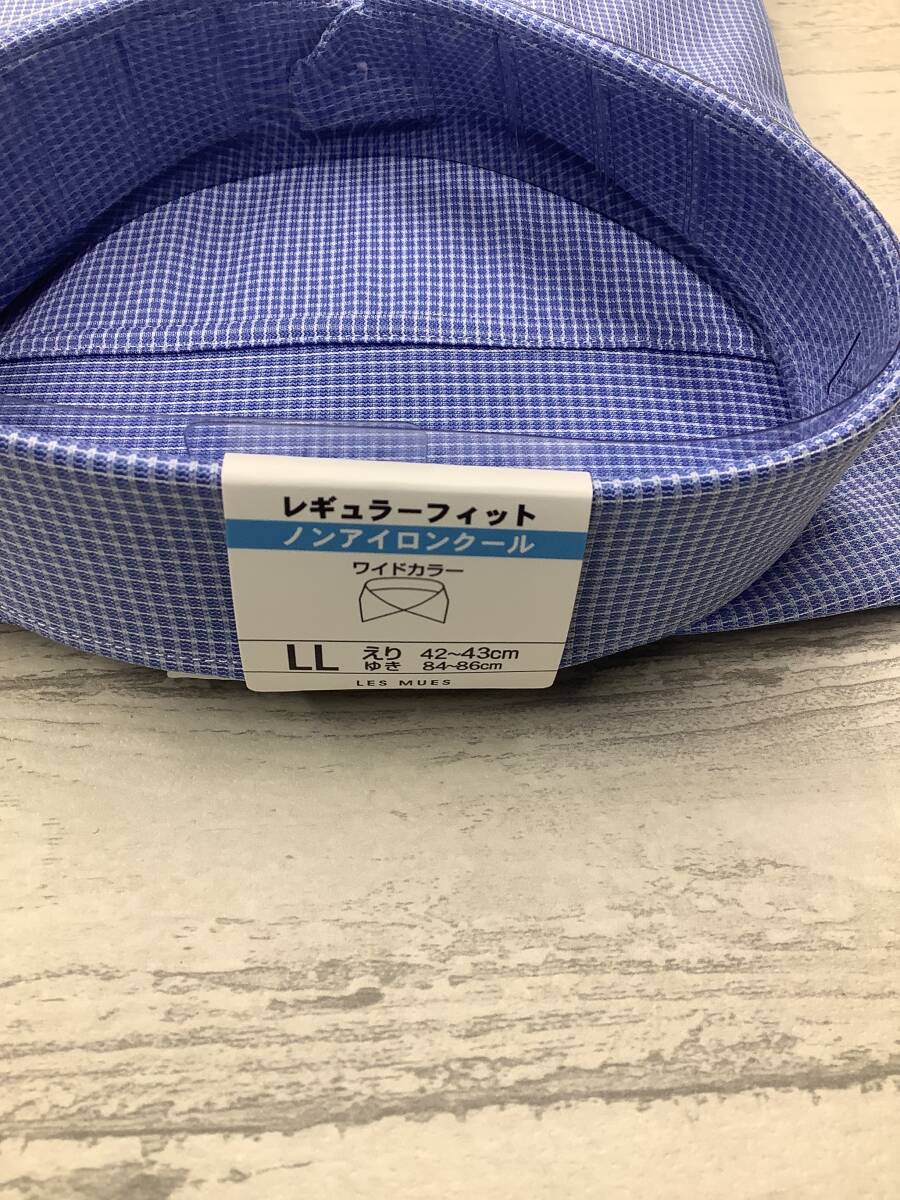 レギュラーフィット
ノンアイロンクール
ワイドカラー
LL えり 42~43cm
ゆき 84~86cm
LES MUES